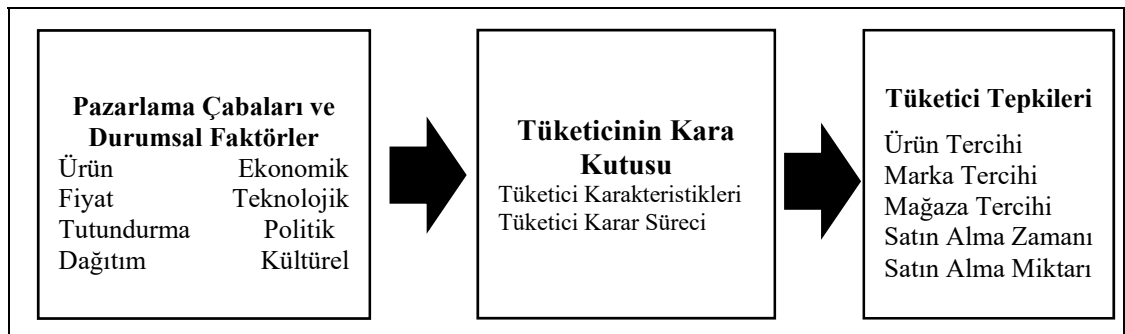 Pazarlama Çabaları ve
Durumsal Faktörler
Ürün Ekonomik
Fiyat Teknolojik
Tutundurma Politik
Dağıtım Kültürel
Tüketicinin Kara
Kutusu
Tüketici Karakteristikleri
Tüketici Karar Süreci
Tüketici Tepkileri
Ürün Tercihi
Marka Tercihi
Mağaza Tercihi
Satın Alma Zamanı
Satın Alma Miktarı